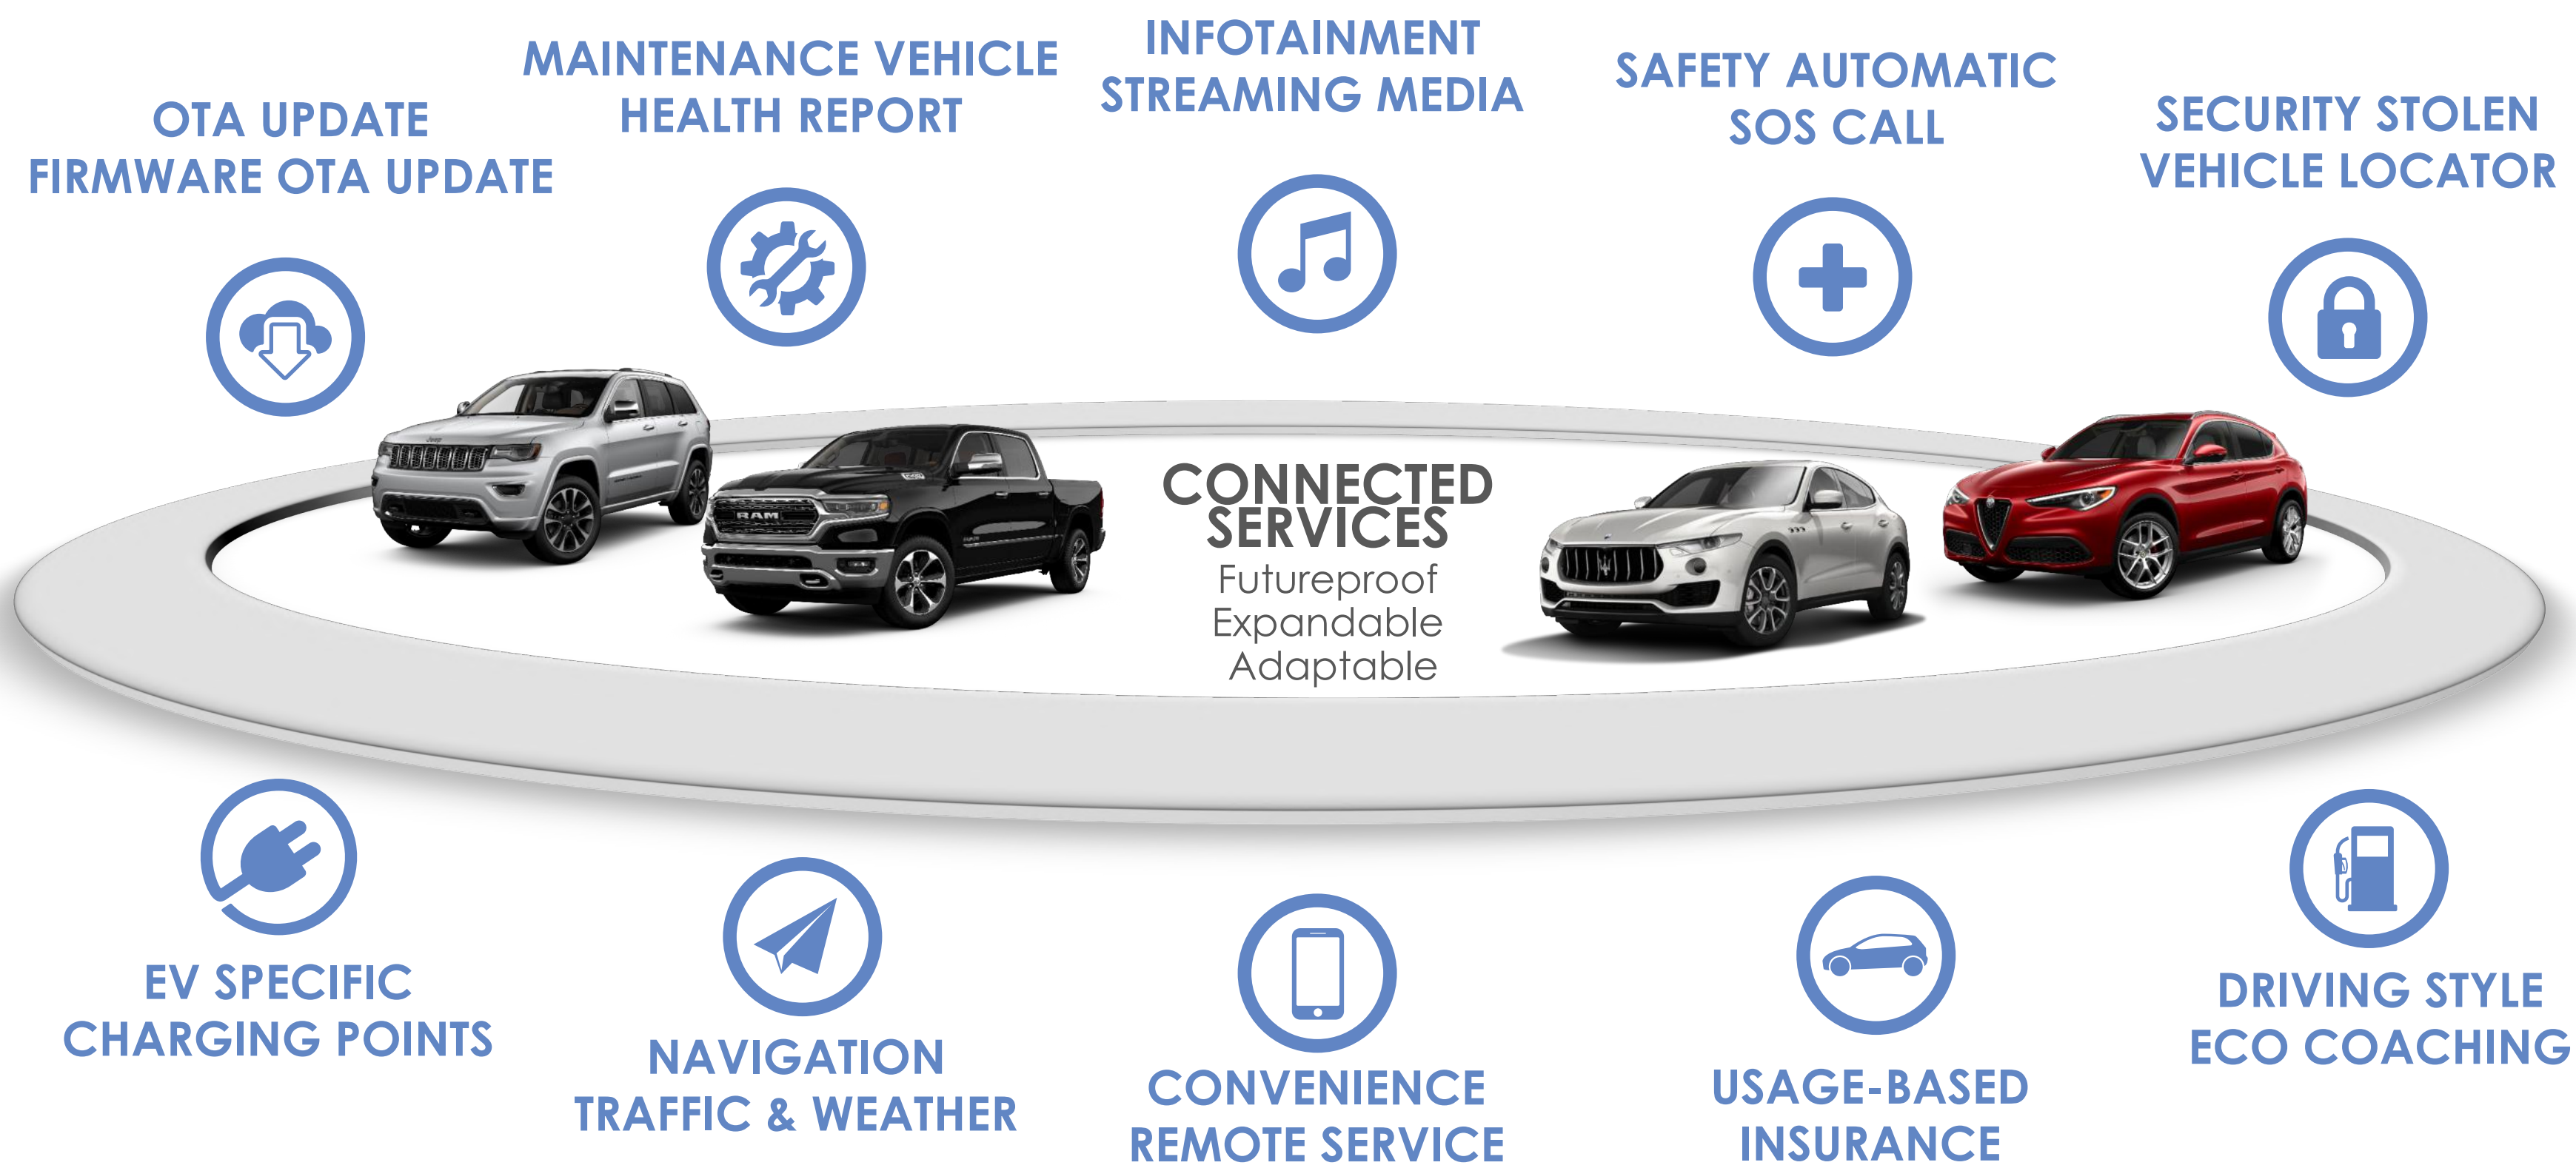 OTA UPDATE
FIRMWARE OTA UPDATE
MAINTENANCE VEHICLE
HEALTH REPORT
INFOTAINMENT
STREAMING MEDIA
SAFETY AUTOMATIC
SOS CALL
SECURITY STOLEN
VEHICLE LOCATOR
Jeep
RAM
CONNECTED
SERVICES
Futureproof
Expandable
Adaptable
EV SPECIFIC
CHARGING POINTS
NAVIGATION
TRAFFIC & WEATHER
CONVENIENCE
REMOTE SERVICE
USAGE-BASED
INSURANCE
DRIVING STYLE
ECO COACHING